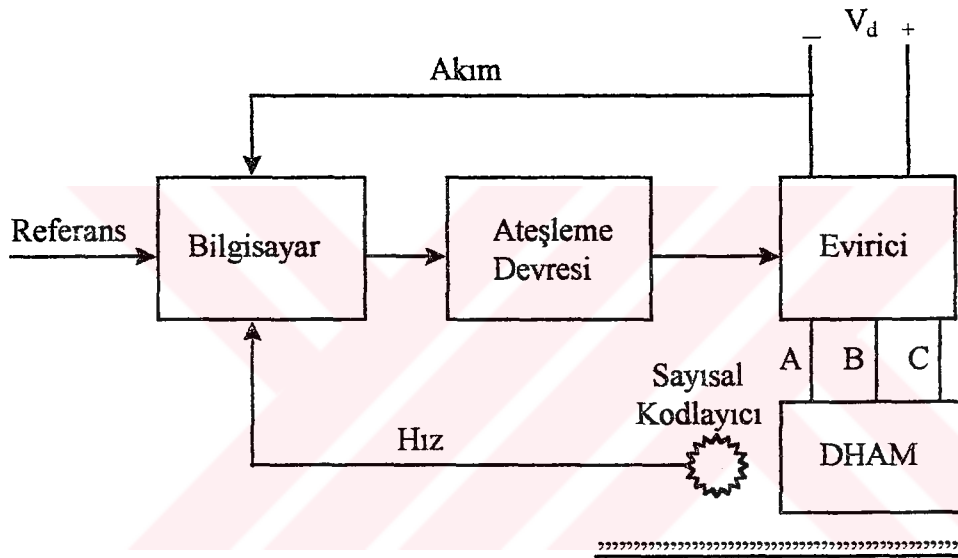 − V_d +
Akım
Referans
Bilgisayar
Ateşleme
Devresi
Evirici
A B C
Sayısal
Kodlayıcı
Hız
DHAM